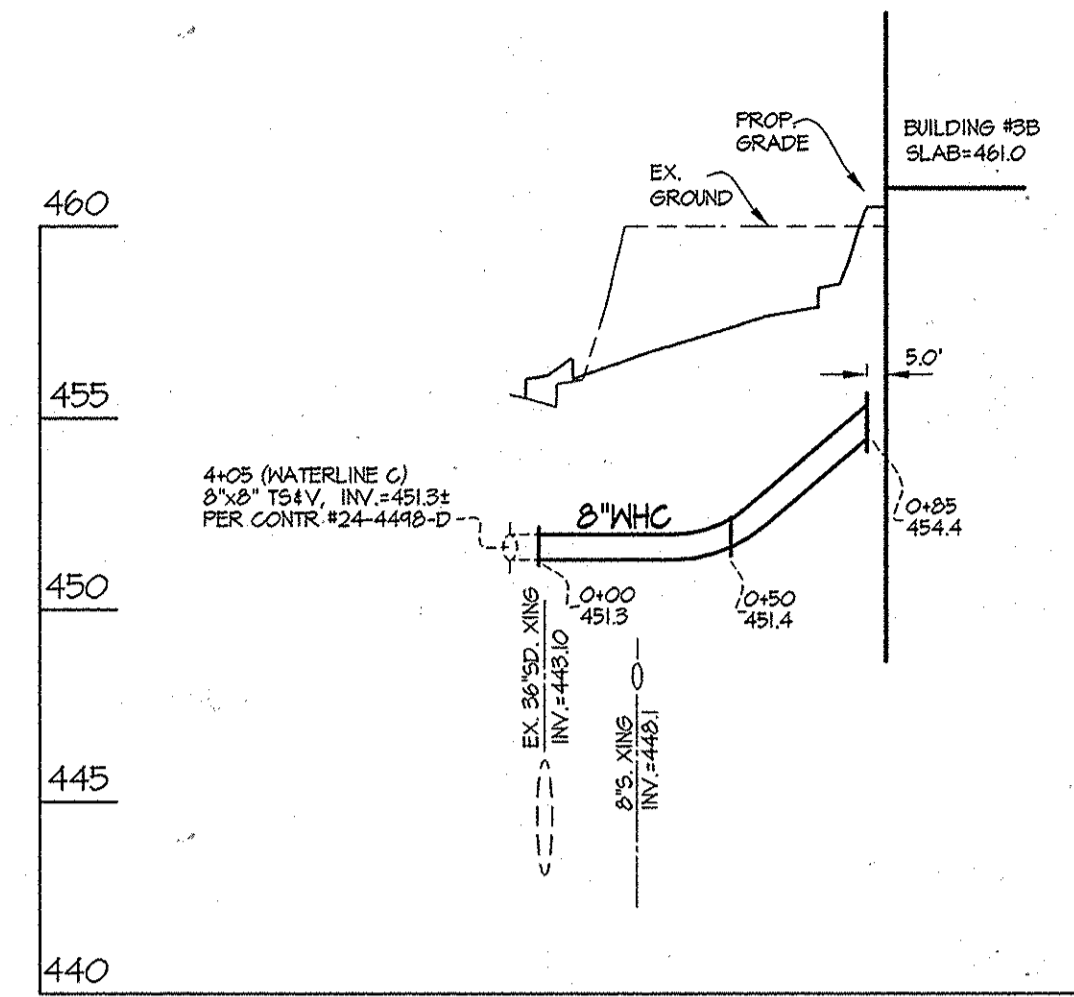 PROP.
GRADE
BUILDING #3B
SLAB=461.0
EX.
GROUND
460
5.0'
455
4+05 (WATERLINE C)
8"x8" TS&V, INV.=451.3±
PER CONTR. #24-4498-D
8"WHC
0+85
454.4
450
0+00
451.3
0+50
451.4
EX. 36"SD. XING
INV.=443.10
8"S. XING
INV.=448.1
445
440